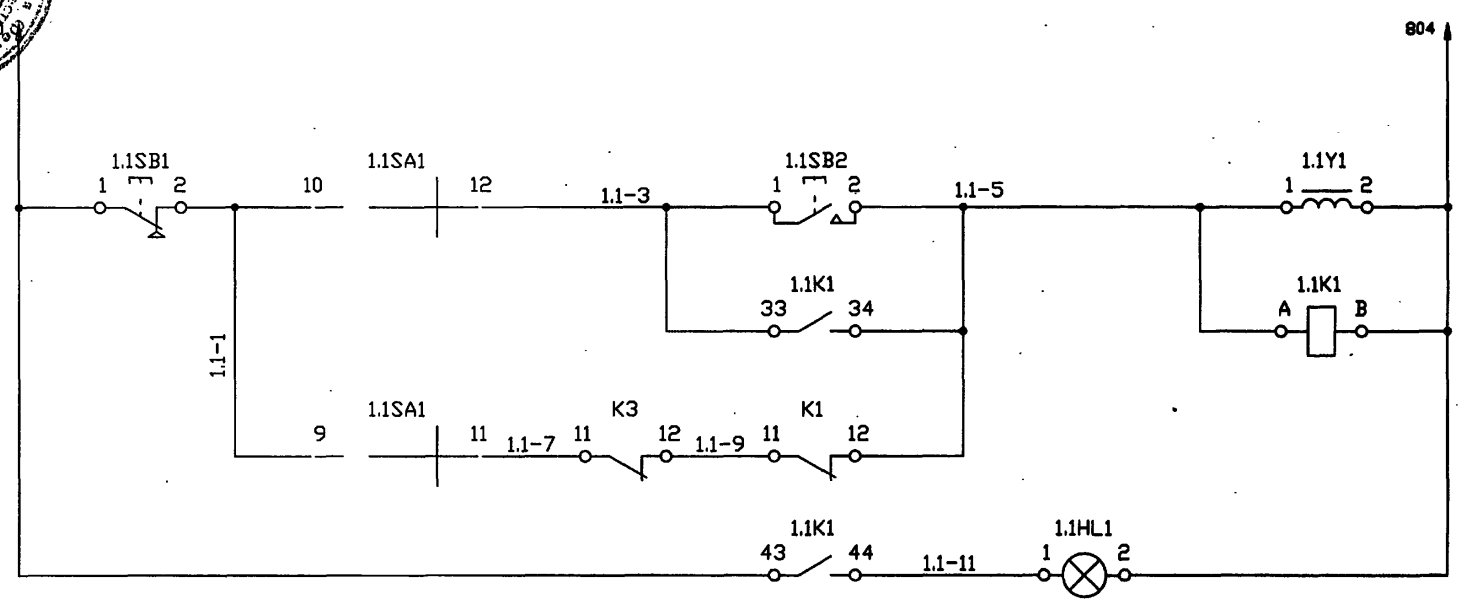 804
1.1SB1 1.1SA1 1.1SB2 1.1Y1
1 2 10 12 1.1-3 1 2 1.1-5 1 2
1.1K1 1.1K1
33 34 A B
1.1-1
1.1SA1 K3 K1
9 11 1.1-7 11 12 1.1-9 11 12
1.1K1 1.1HL1
43 44 1.1-11 1 2